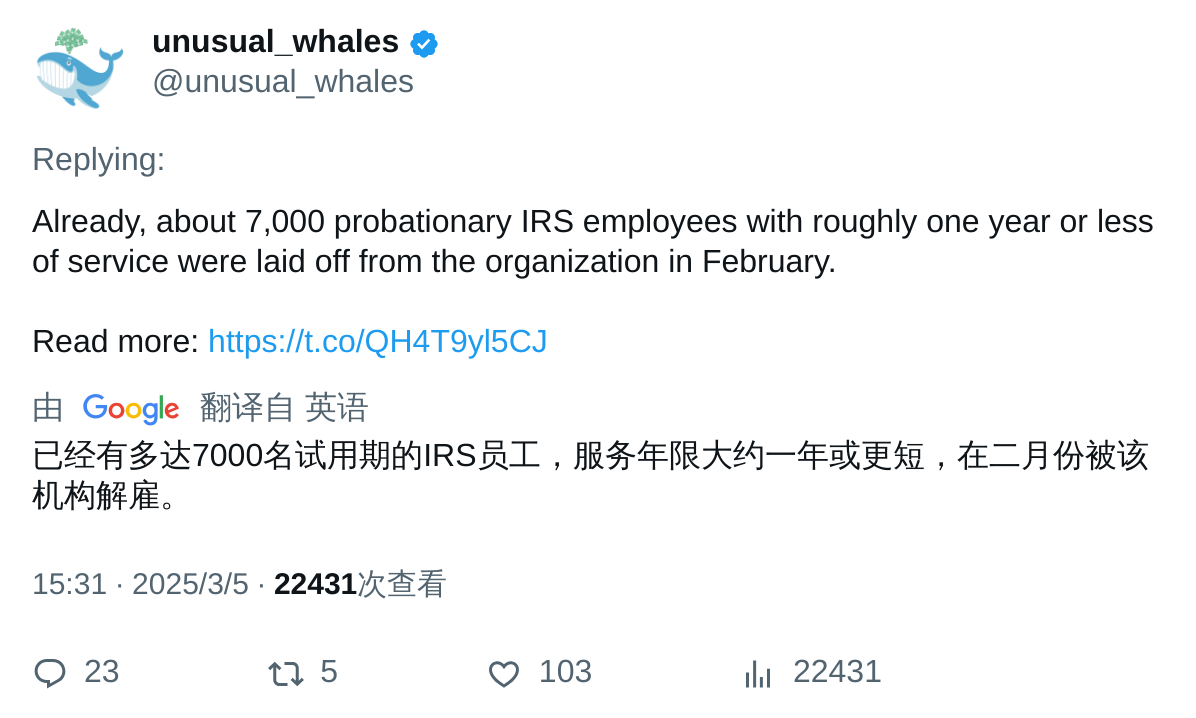 unusual_whales
@unusual_whales
Replying:
Already, about 7,000 probationary IRS employees with roughly one year or less
of service were laid off from the organization in February.
Read more: https://t.co/QH4T9yl5CJ
由 Google 翻译自 英语
已经有多达7000名试用期的IRS员工，服务年限大约一年或更短，在二月份被该
机构解雇。
15:31 · 2025/3/5 · 22431次查看
23 5 103 22431